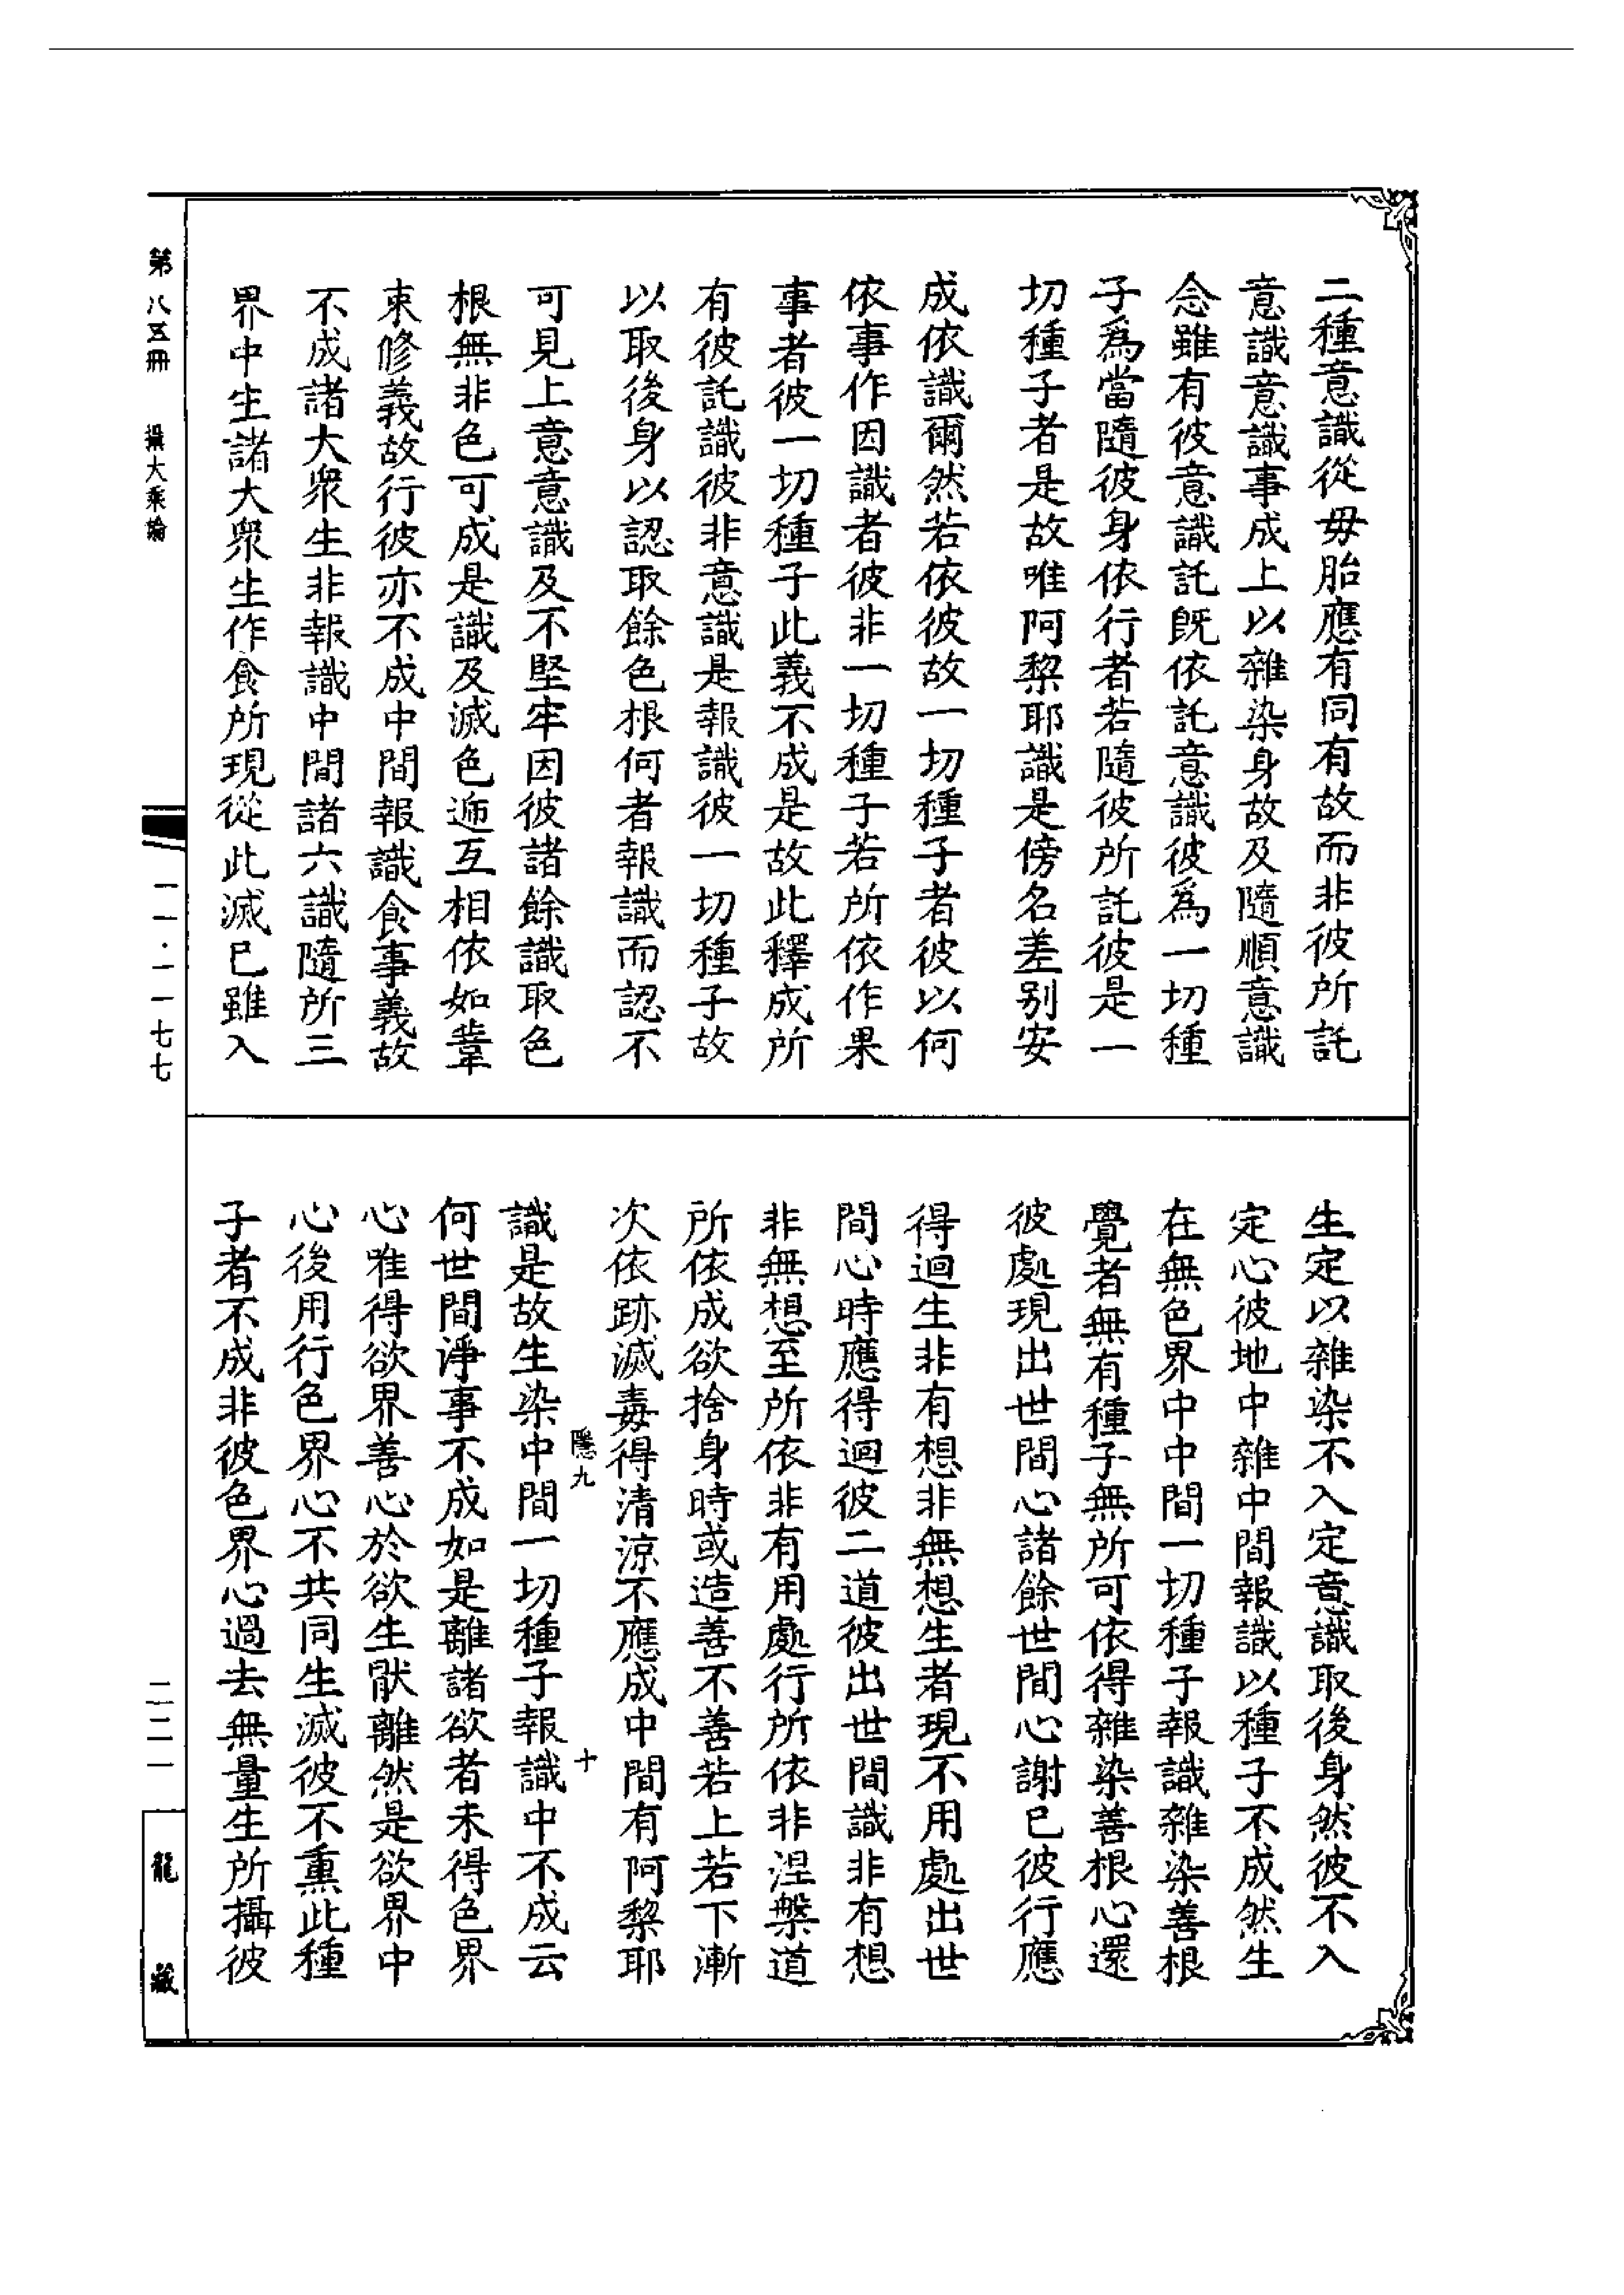 二種意識從毋胎應有同有故而非彼所託
意識意識事成上以雜染身故及隨順意識
念雖有彼意識託旣依託意識彼爲一切種
子爲當隨彼身依行者若隨彼所託彼是一
切種子者是故唯阿黎耶識是傍名差别安
成依識爾然若依彼故一切種子者彼以何
依事作因識者彼非一切種子若所依作果
事者彼一切種子此義不成是故此釋成所
有彼託識彼非意識是報識彼一切種子故
以取後身以認取餘色根何者報識而認不
可見上意意識及不堅牢因彼諸餘識取色
根無非色可成是識及滅色逓互相依如葦
束修義故行彼亦不成中間報識食事義故
不成諸大衆生非報識中間諸六識隨所三
界中生諸大衆生作食所現從此滅已雖入
生定以雜染不入定意識取後身然彼不入
定心彼地中雜中間報識以種子不成然生
在無色界中中間一切種子報識雜染善根
覺者無有種子無所可依得雜染善根心還
彼處現出世間心諸餘世間心謝已彼行應
得迴生非有想非無想生者現不用處出世
間心時應得迴彼二道彼出世間識非有想
非無想至所依非有用處行所依非涅槃道
所依成欲捨身時或造善不善若上若下漸
次依跡滅毒得清涼不應成中間有阿黎耶
隱九 十
識是故生染中間一切種子報識中不成云
何世間淨事不成如是離諸欲者未得色界
心唯得欲界善心於欲生厭離然是欲界中
心後用行色界心不共同生滅彼不熏此種
子者不成非彼色界心過去無量生所攝彼
第八五冊 攝大乘論
一一·一一七七
二二一
龍藏